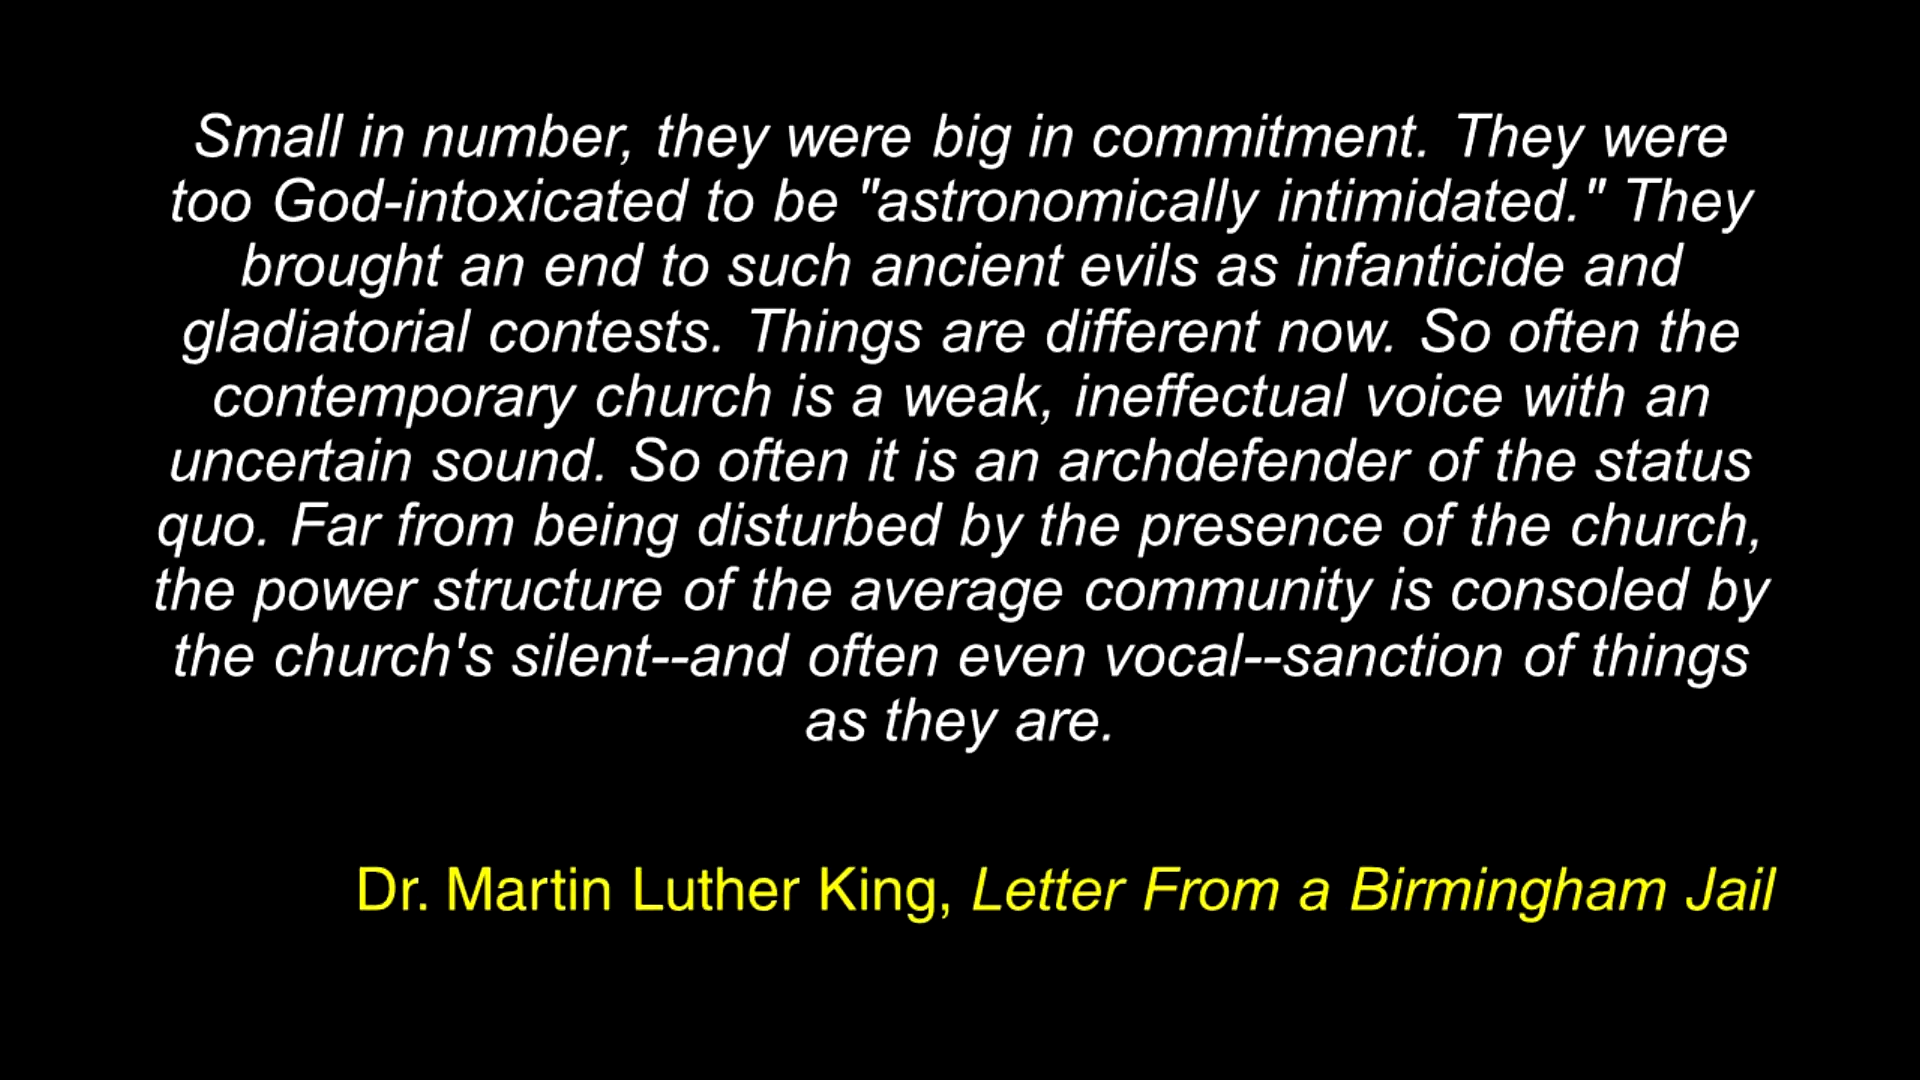 Small in number, they were big in commitment. They were
too God-intoxicated to be "astronomically intimidated." They
brought an end to such ancient evils as infanticide and
gladiatorial contests. Things are different now. So often the
contemporary church is a weak, ineffectual voice with an
uncertain sound. So often it is an archdefender of the status
quo. Far from being disturbed by the presence of the church,
the power structure of the average community is consoled by
the church's silent--and often even vocal--sanction of things
as they are.
Dr. Martin Luther King, Letter From a Birmingham Jail